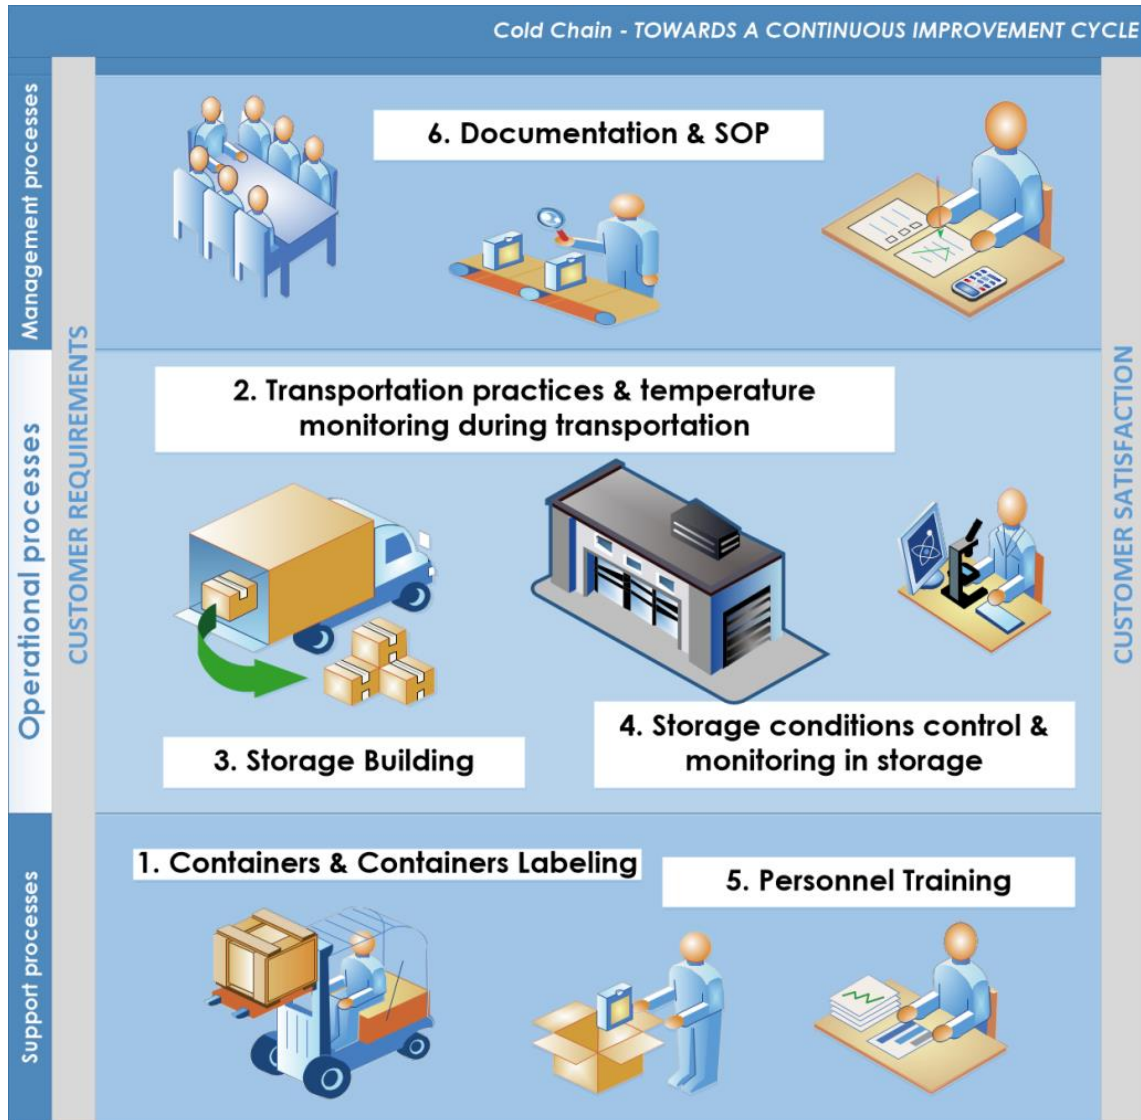 Cold Chain - TOWARDS A CONTINUOUS IMPROVEMENT CYCLE
Management processes
CUSTOMER REQUIREMENTS
6. Documentation & SOP
Operational processes
2. Transportation practices & temperature
monitoring during transportation
3. Storage Building
4. Storage conditions control &
monitoring in storage
Support processes
1. Containers & Containers Labeling
5. Personnel Training
CUSTOMER SATISFACTION